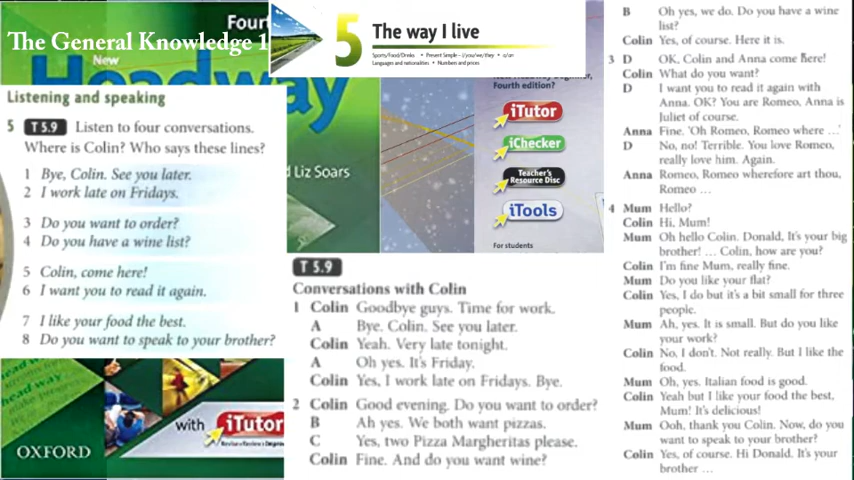 The General Knowledge 1
Fourt
New
Headway
5
The way I live
Sports/Food/Drinks • Present Simple – I/you/we/they • a/an
Languages and nationalities • Numbers and prices
Listening and speaking
5 T 5.9 Listen to four conversations.
Where is Colin? Who says these lines?
1 Bye, Colin. See you later.
2 I work late on Fridays.
3 Do you want to order?
4 Do you have a wine list?
5 Colin, come here!
6 I want you to read it again.
7 I like your food the best.
8 Do you want to speak to your brother?
Liz Soars
New Headway Beginner,
Fourth edition?
iTutor
iChecker
Teacher's
Resource Disc
iTools
For students
OXFORD
with iTutor
T 5.9
Conversations with Colin
1 Colin Goodbye guys. Time for work.
A Bye. Colin. See you later.
Colin Yeah. Very late tonight.
A Oh yes. It's Friday.
Colin Yes, I work late on Fridays. Bye.
2 Colin Good evening. Do you want to order?
B Ah yes. We both want pizzas.
C Yes, two Pizza Margheritas please.
Colin Fine. And do you want wine?
B Oh yes, we do. Do you have a wine
list?
Colin Yes, of course. Here it is.
3 D OK. Colin and Anna come here!
Colin What do you want?
D I want you to read it again with
Anna. OK? You are Romeo, Anna is
Juliet of course.
Anna Fine. 'Oh Romeo, Romeo where …'
D No, no! Terrible. You love Romeo,
really love him. Again.
Anna Romeo, Romeo wherefore art thou,
Romeo …
4 Mum Hello?
Colin Hi, Mum!
Mum Oh hello Colin. Donald, It's your big
brother! … Colin, how are you?
Colin I'm fine Mum, really fine.
Mum Do you like your flat?
Colin Yes, I do but it's a bit small for three
people.
Mum Ah, yes. It is small. But do you like
your work?
Colin No, I don't. Not really. But I like the
food.
Mum Oh, yes. Italian food is good.
Colin Yeah but I like your food the best,
Mum! It's delicious!
Mum Ooh, thank you Colin. Now, do you
want to speak to your brother?
Colin Yes, of course. Hi Donald. It's your
brother …